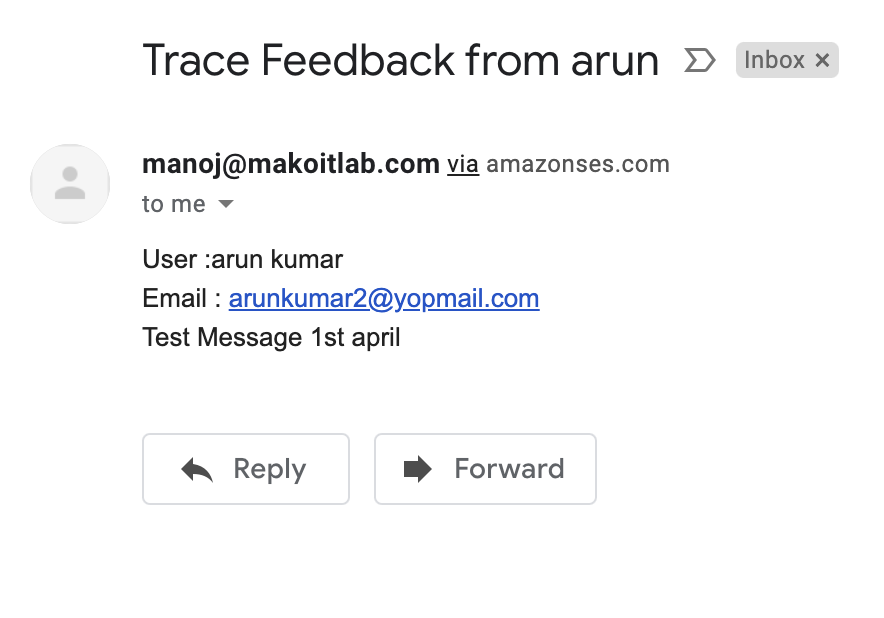 Trace Feedback from arun Inbox ×
manoj@makoitlab.com via amazonses.com
to me
User :arun kumar
Email : arunkumar2@yopmail.com
Test Message 1st april
Reply Forward